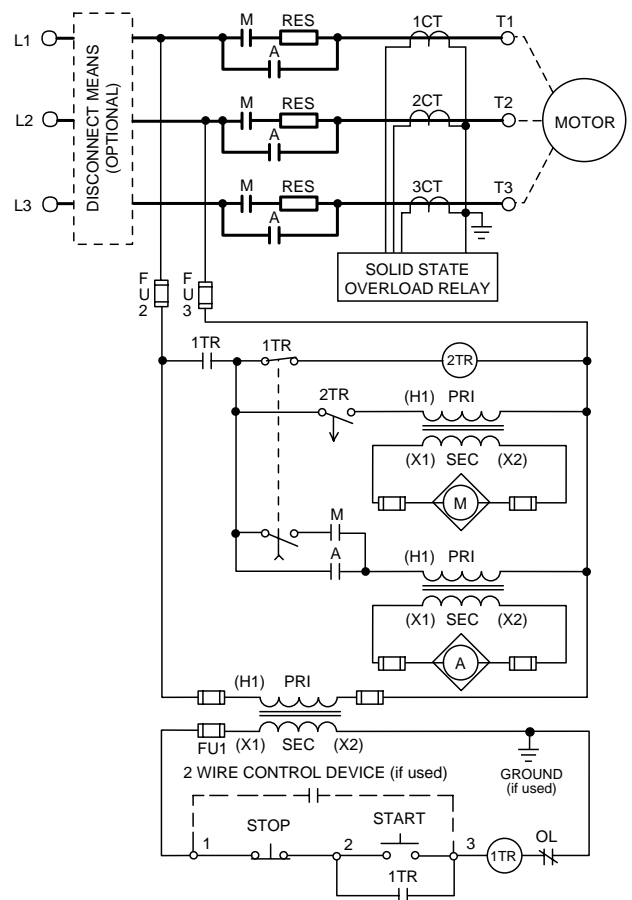 M RES 1CT T1
L1
A
DISCONNECT MEANS
(OPTIONAL)
M RES 2CT T2
L2
A
MOTOR
M RES 3CT T3
L3
A
SOLID STATE
OVERLOAD RELAY
F
U
2
F
U
3
1TR 1TR 2TR
2TR (H1) PRI
(X1) SEC (X2)
M
M
A (H1) PRI
(X1) SEC (X2)
A
(H1) PRI
FU1 (X1) SEC (X2)
GROUND
(if used)
2 WIRE CONTROL DEVICE (if used)
STOP START
1 2 3 1TR OL
1TR